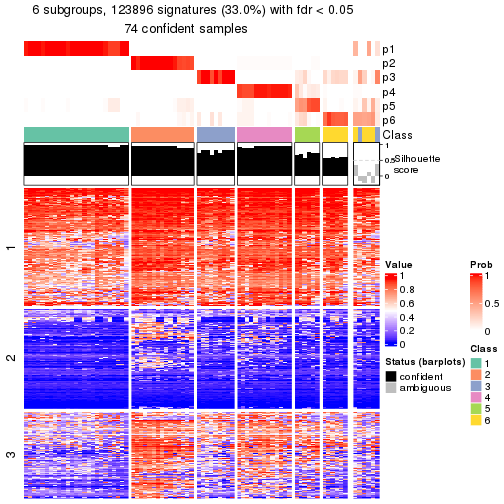 6 subgroups, 123896 signatures (33.0%) with fdr < 0.05
74 confident samples
p1
p2
p3
p4
p5
p6
Class
1
0.5
0
Silhouette
score
1
2
3
Value
1
0.8
0.6
0.4
0.2
0
Status (barplots)
confident
ambiguous
Prob
1
0.5
0
Class
1
2
3
4
5
6